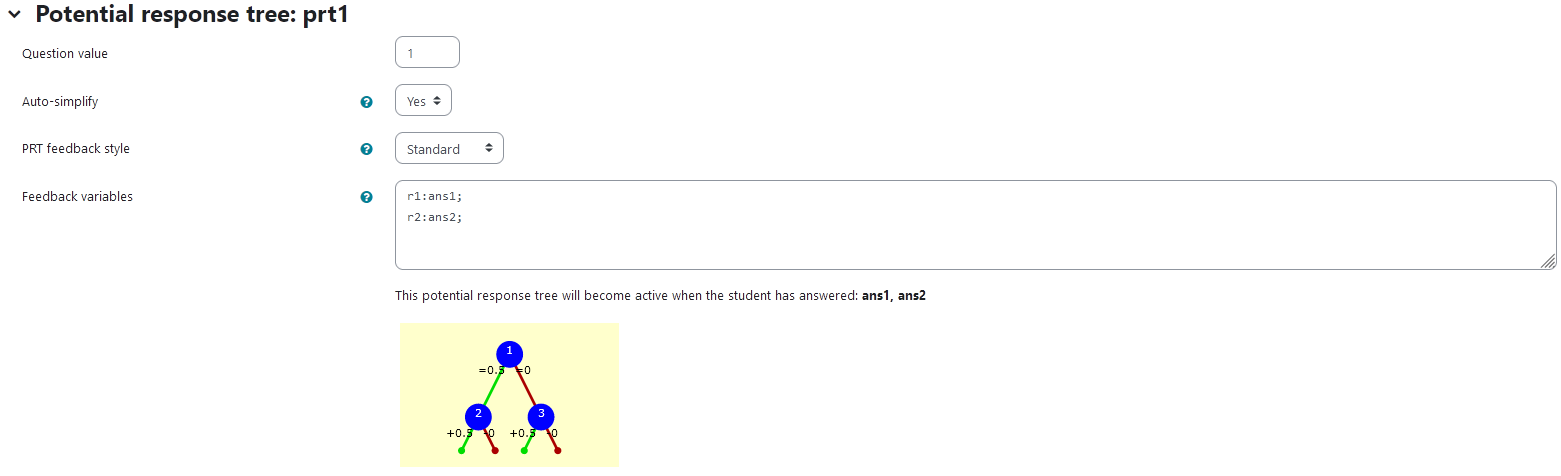 Potential response tree: prt1
Question value
1
Auto-simplify
Yes
PRT feedback style
Standard
Feedback variables
r1:ans1;
r2:ans2;
This potential response tree will become active when the student has answered: ans1, ans2
1
=0.5 =0
2 3
+0.5 -0 +0.5 -0